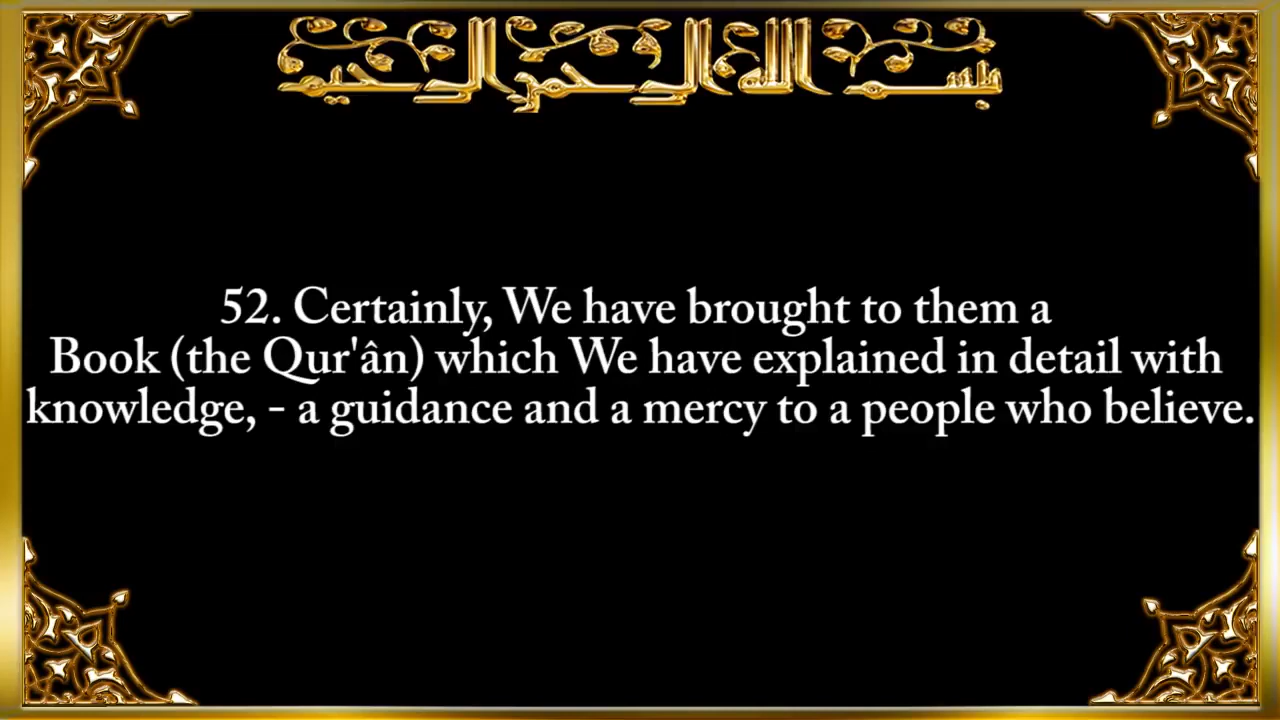 بسم الله الرحمن الرحيم
52. Certainly, We have brought to them a
Book (the Qur'ân) which We have explained in detail with
knowledge, - a guidance and a mercy to a people who believe.